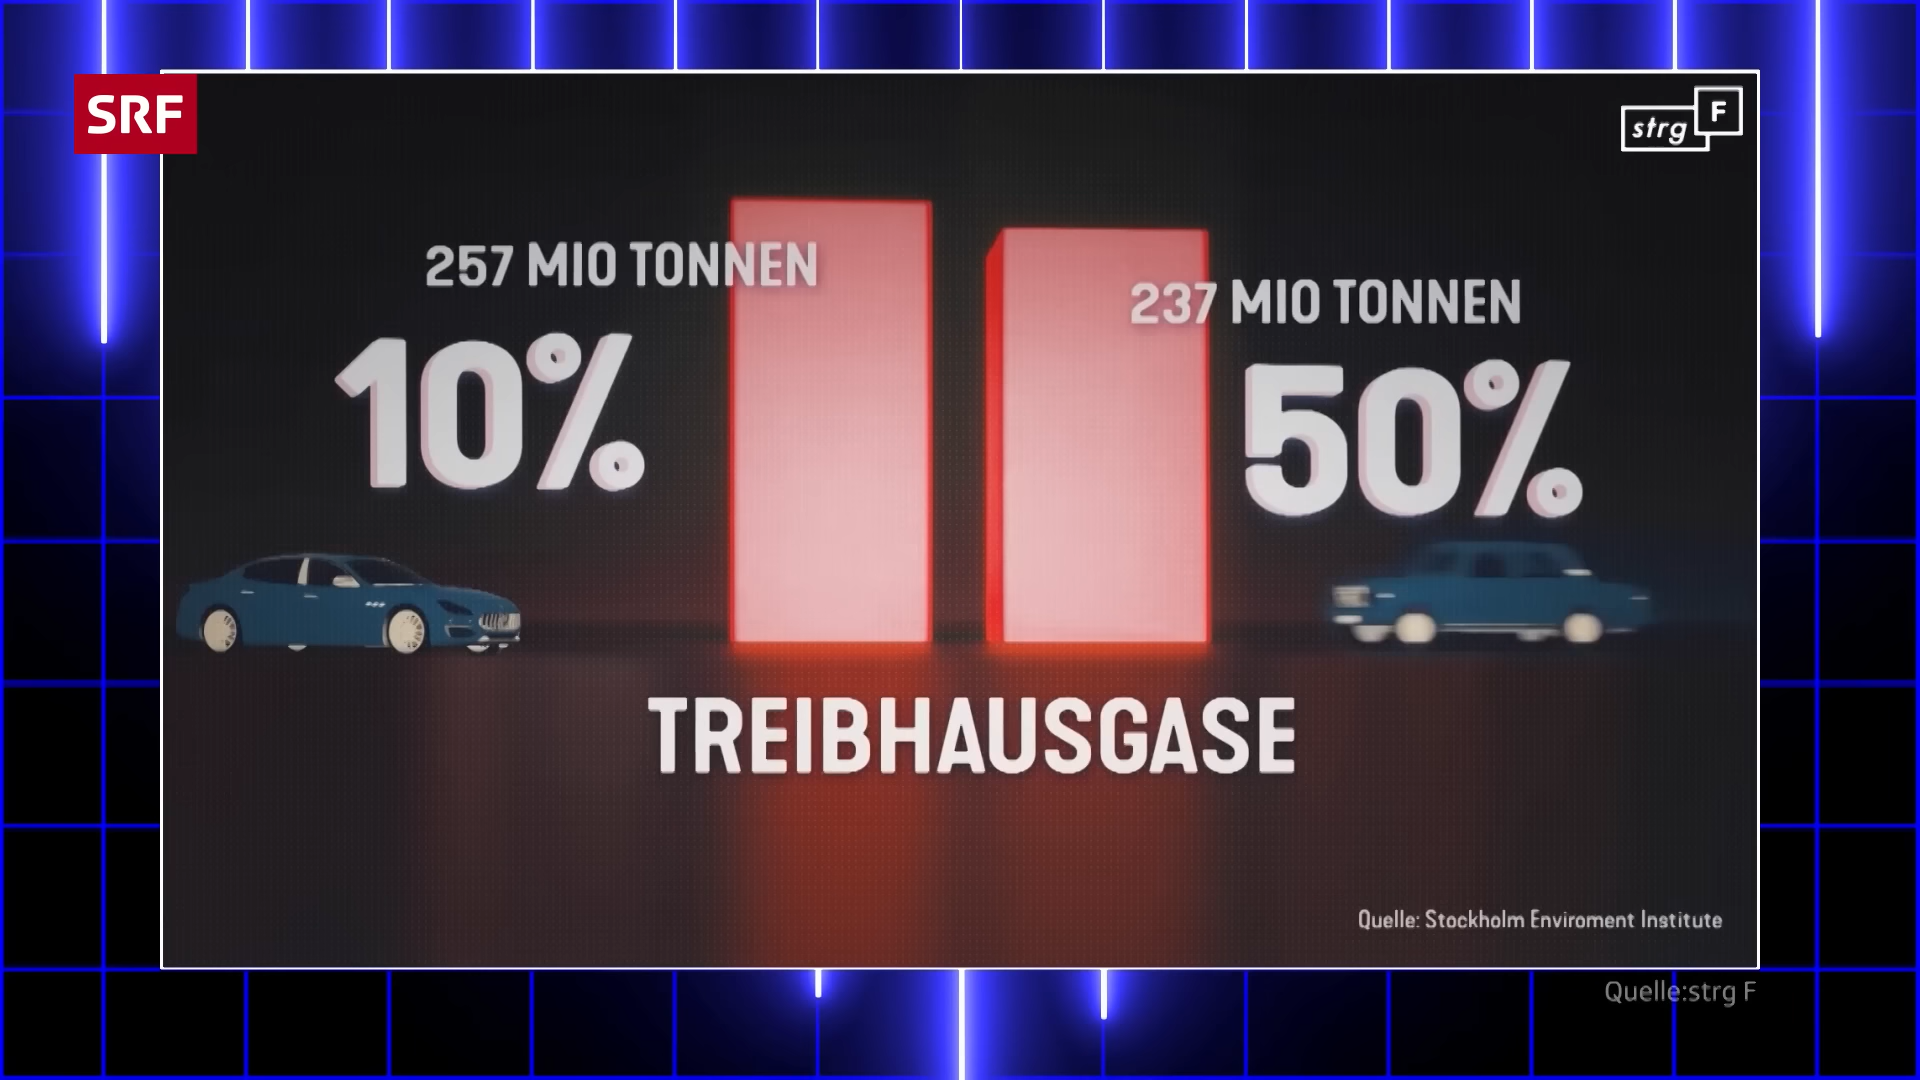 SRF
strg F
257 MIO TONNEN
237 MIO TONNEN
10%
50%
TREIBHAUSGASE
Quelle: Stockholm Enviroment Institute
Quelle:strg F